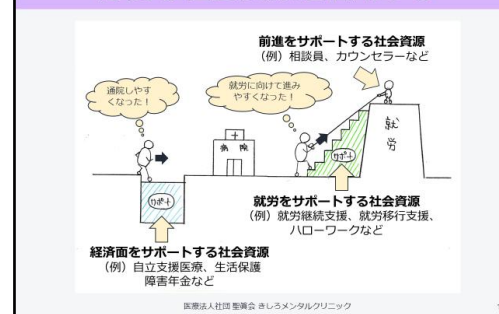 前進をサポートする社会資源
(例)相談員、カウンセラーなど
通院しやす
くなった!
就労に向けて進み
やすくなった!
病院
就
労
サポート
サポート
就労をサポートする社会資源
(例)就労継続支援、就労移行支援、
ハローワークなど
経済面をサポートする社会資源
(例)自立支援医療、生活保護
障害年金など
医療法人社団 聖眞会 きしろメンタルクリニック